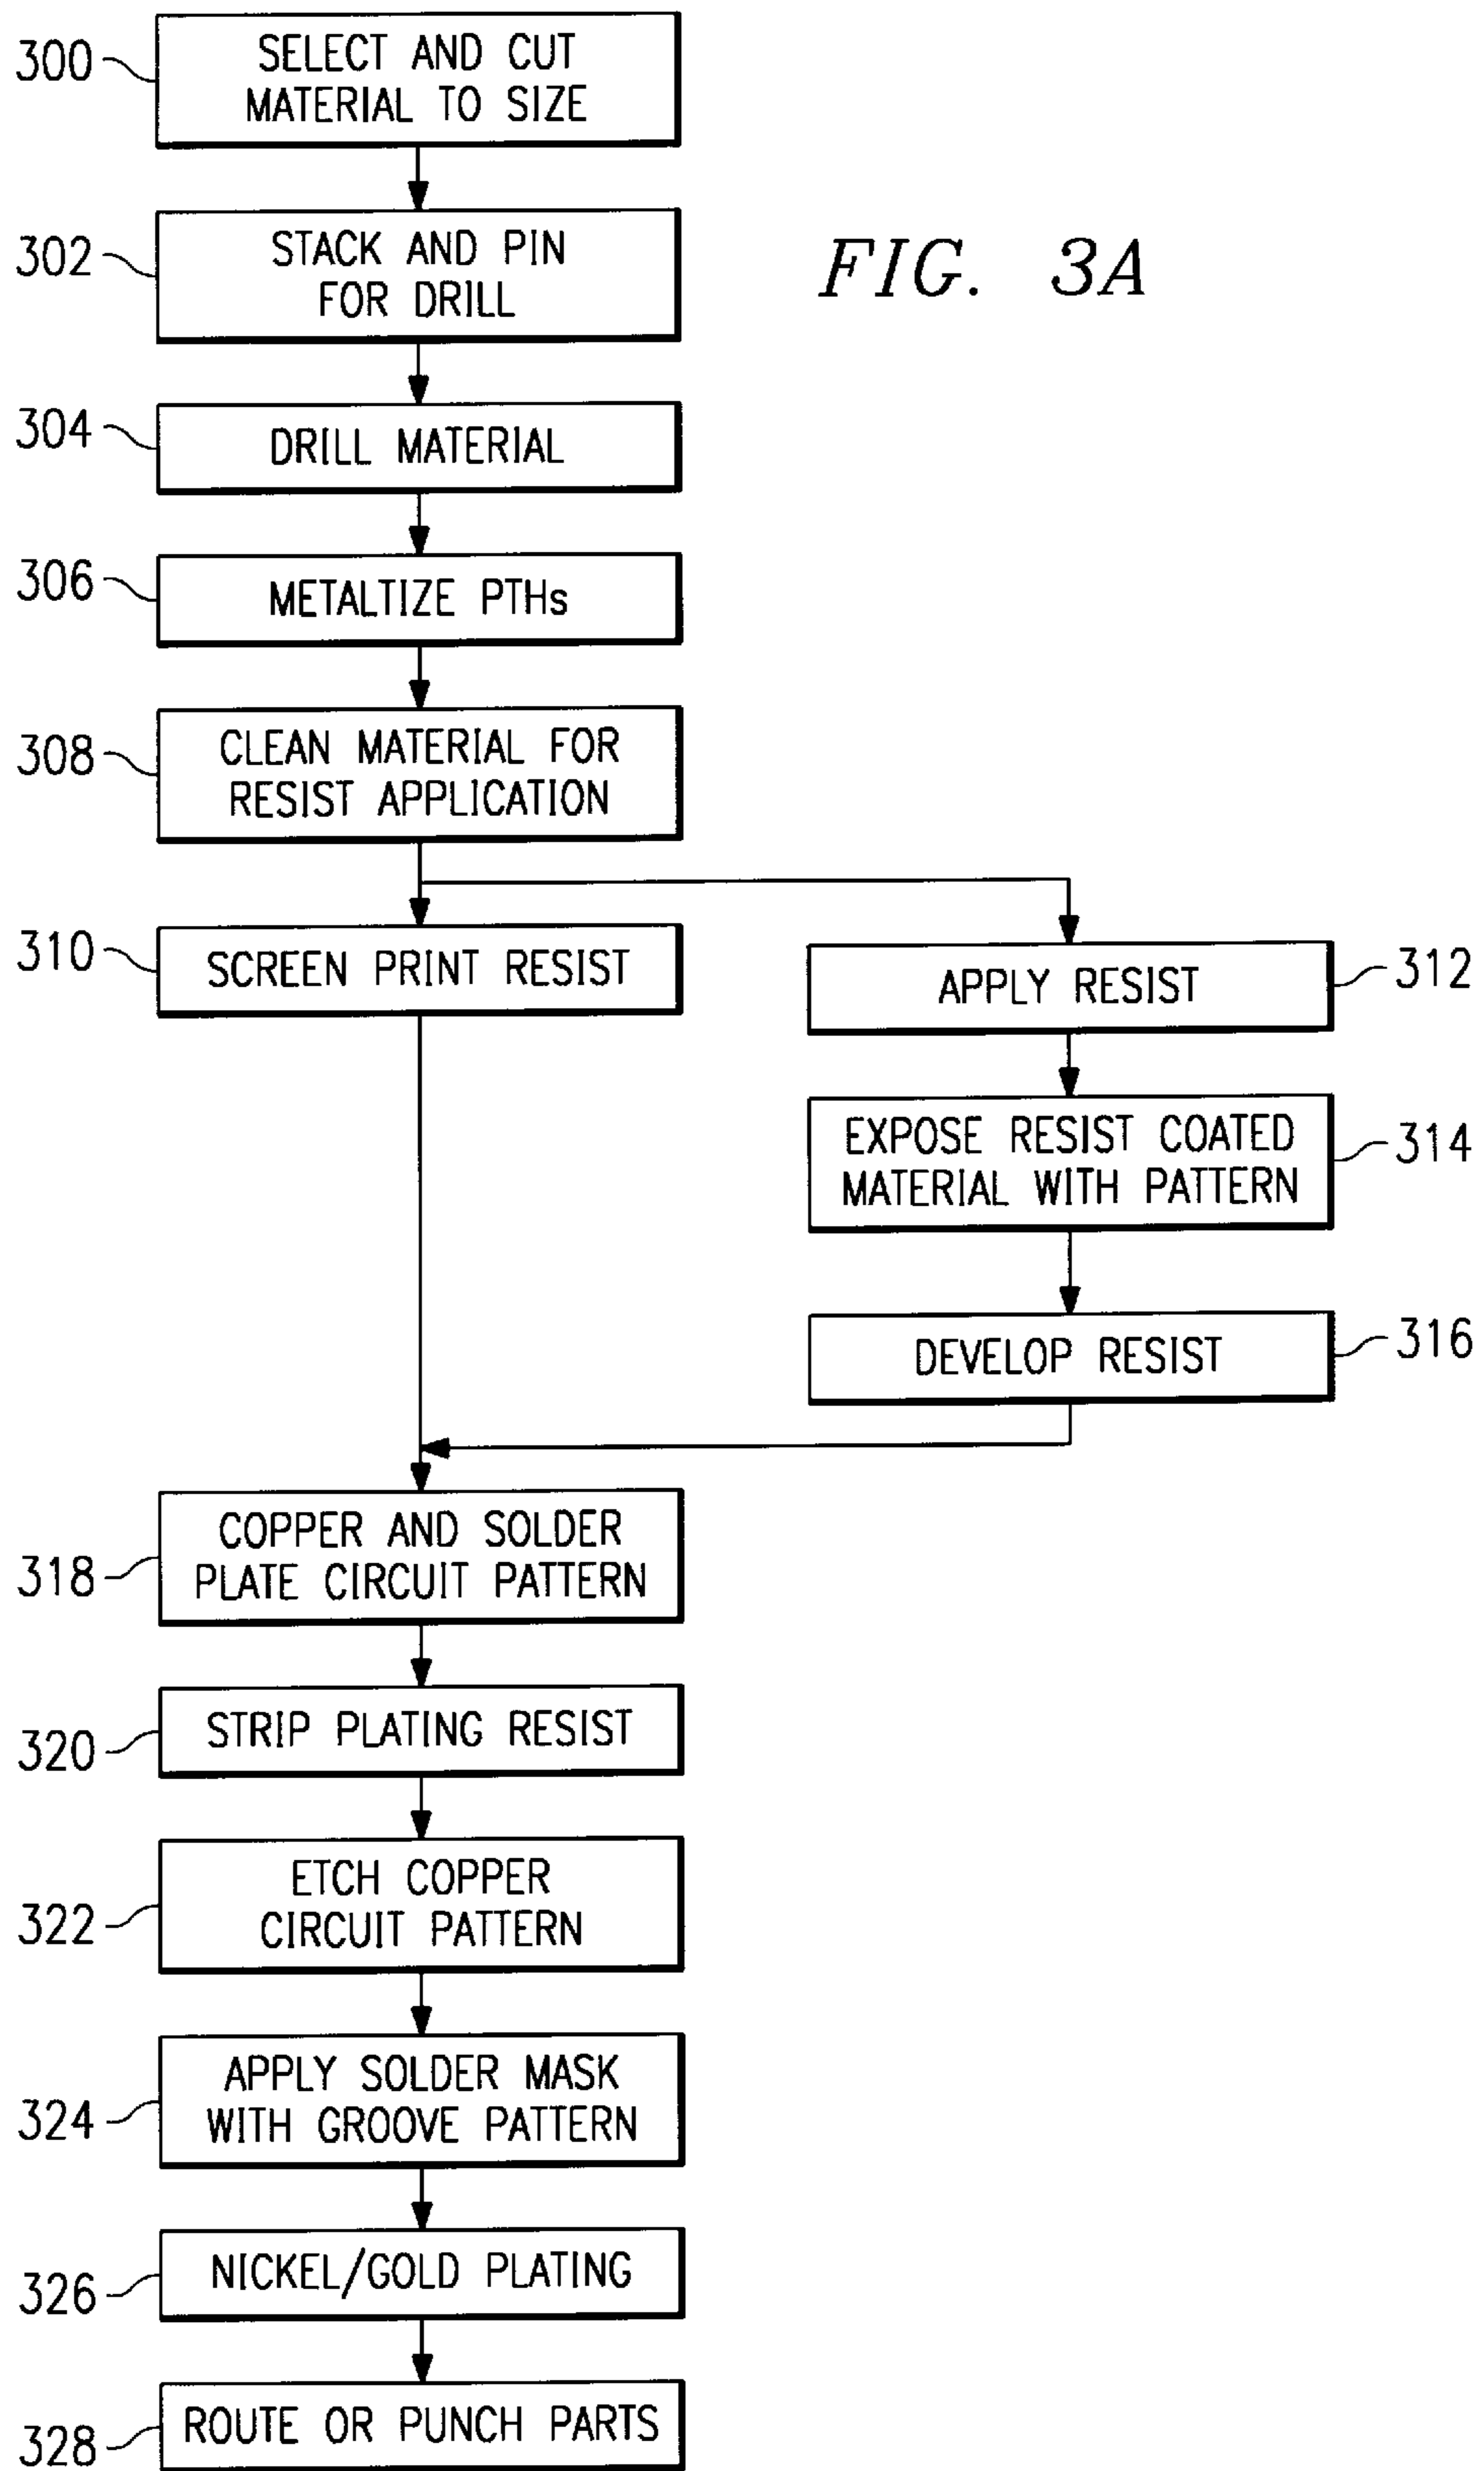 300
SELECT AND CUT
MATERIAL TO SIZE
302
STACK AND PIN
FOR DRILL
FIG. 3A
304
DRILL MATERIAL
306
METALTIZE PTHs
308
CLEAN MATERIAL FOR
RESIST APPLICATION
310
SCREEN PRINT RESIST
APPLY RESIST
312
EXPOSE RESIST COATED
MATERIAL WITH PATTERN
314
DEVELOP RESIST
316
318
COPPER AND SOLDER
PLATE CIRCUIT PATTERN
320
STRIP PLATING RESIST
322
ETCH COPPER
CIRCUIT PATTERN
324
APPLY SOLDER MASK
WITH GROOVE PATTERN
326
NICKEL/GOLD PLATING
328
ROUTE OR PUNCH PARTS